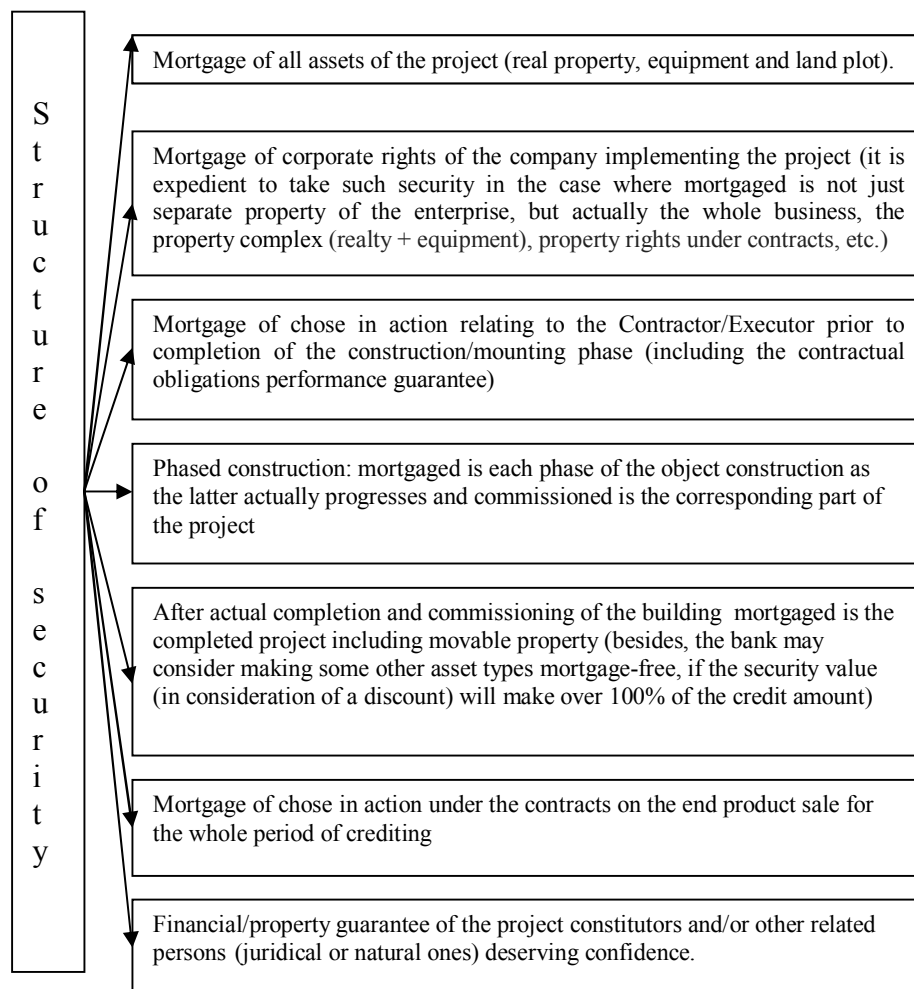 Structure of security
Mortgage of all assets of the project (real property, equipment and land plot).
Mortgage of corporate rights of the company implementing the project (it is
expedient to take such security in the case where mortgaged is not just
separate property of the enterprise, but actually the whole business, the
property complex (realty + equipment), property rights under contracts, etc.)
Mortgage of chose in action relating to the Contractor/Executor prior to
completion of the construction/mounting phase (including the contractual
obligations performance guarantee)
Phased construction: mortgaged is each phase of the object construction as
the latter actually progresses and commissioned is the corresponding part of
the project
After actual completion and commissioning of the building mortgaged is the
completed project including movable property (besides, the bank may
consider making some other asset types mortgage-free, if the security value
(in consideration of a discount) will make over 100% of the credit amount)
Mortgage of chose in action under the contracts on the end product sale for
the whole period of crediting
Financial/property guarantee of the project constitutors and/or other related
persons (juridical or natural ones) deserving confidence.